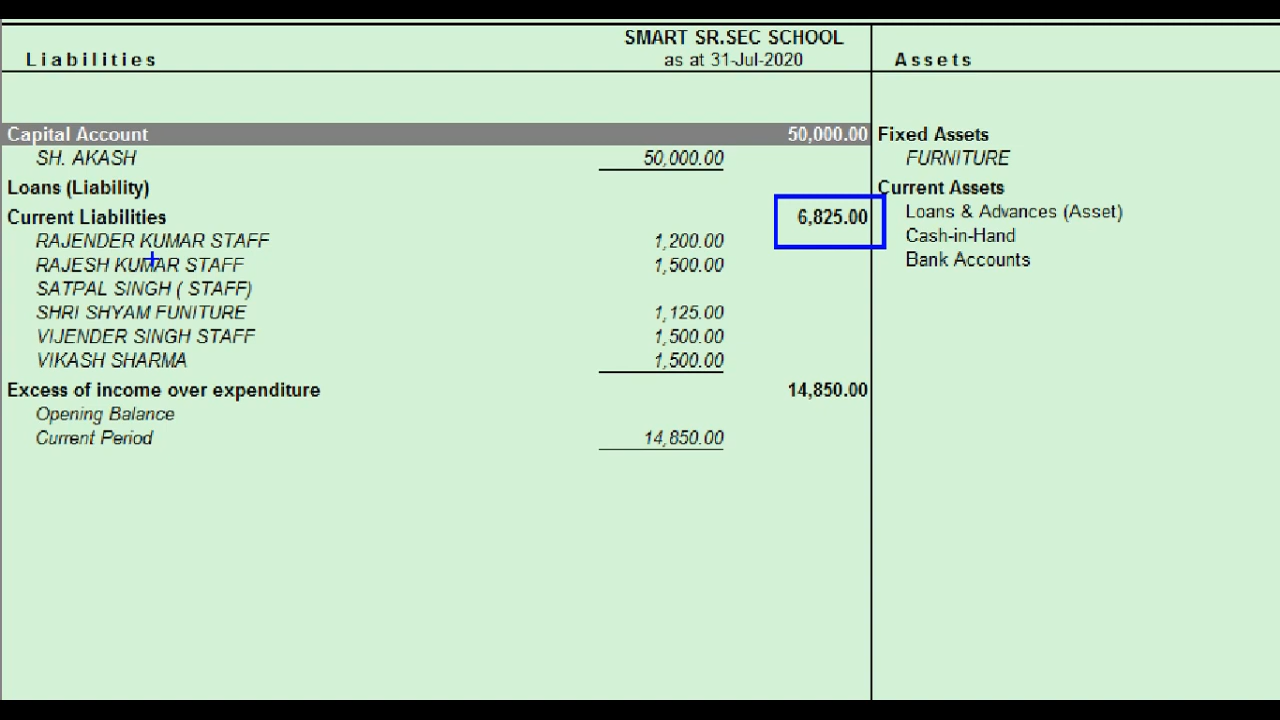 SMART SR.SEC SCHOOL
Liabilities as at 31-Jul-2020 Assets
Capital Account 50,000.00
SH. AKASH 50,000.00
Loans (Liability)
Current Liabilities 6,825.00
RAJENDER KUMAR STAFF 1,200.00
RAJESH KUMAR STAFF 1,500.00
SATPAL SINGH ( STAFF)
SHRI SHYAM FUNITURE 1,125.00
VIJENDER SINGH STAFF 1,500.00
VIKASH SHARMA 1,500.00
Excess of income over expenditure 14,850.00
Opening Balance
Current Period 14,850.00
Fixed Assets
FURNITURE
Current Assets
Loans & Advances (Asset)
Cash-in-Hand
Bank Accounts